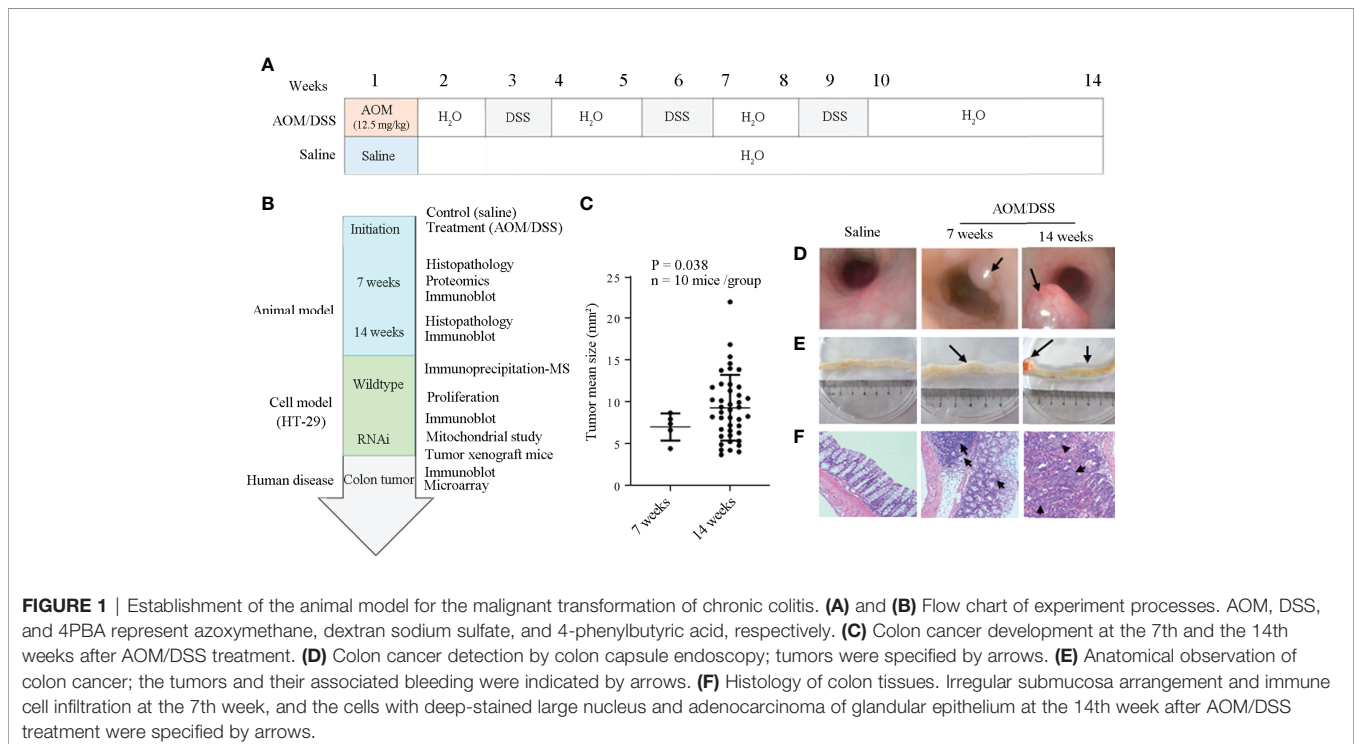 A
Weeks 1 2 3 4 5 6 7 8 9 10 14
AOM/DSS AOM (12.5 mg/kg) H₂O DSS H₂O DSS H₂O DSS H₂O
Saline Saline H₂O
B
Initiation
Control (saline)
Treatment (AOM/DSS)
Animal model
7 weeks
Histopathology
Proteomics
Immunoblot
14 weeks
Histopathology
Immunoblot
Cell model
(HT-29)
Wildtype
Immunoprecipitation-MS
Proliferation
Immunoblot
RNAi
Mitochondrial study
Tumor xenograft mice
Human disease
Colon tumor
Immunoblot
Microarray
C
P = 0.038
n = 10 mice /group
Tumor mean size (mm²)
25
20
15
10
5
0
7 weeks
14 weeks
AOM/DSS
Saline 7 weeks 14 weeks
D
E
F
FIGURE 1 | Establishment of the animal model for the malignant transformation of chronic colitis. (A) and (B) Flow chart of experiment processes. AOM, DSS,
and 4PBA represent azoxymethane, dextran sodium sulfate, and 4-phenylbutyric acid, respectively. (C) Colon cancer development at the 7th and the 14th
weeks after AOM/DSS treatment. (D) Colon cancer detection by colon capsule endoscopy; tumors were specified by arrows. (E) Anatomical observation of
colon cancer; the tumors and their associated bleeding were indicated by arrows. (F) Histology of colon tissues. Irregular submucosa arrangement and immune
cell infiltration at the 7th week, and the cells with deep-stained large nucleus and adenocarcinoma of glandular epithelium at the 14th week after AOM/DSS
treatment were specified by arrows.